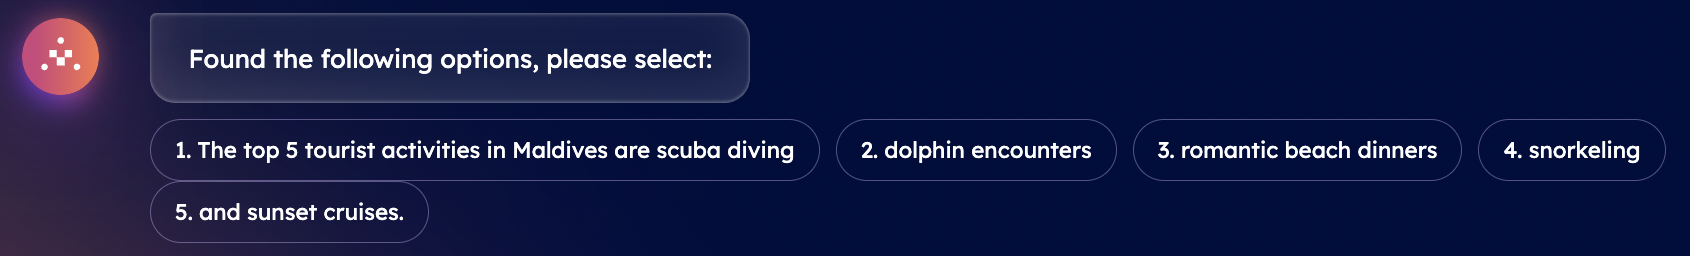 Found the following options, please select:
1. The top 5 tourist activities in Maldives are scuba diving 2. dolphin encounters 3. romantic beach dinners 4. snorkeling
5. and sunset cruises.